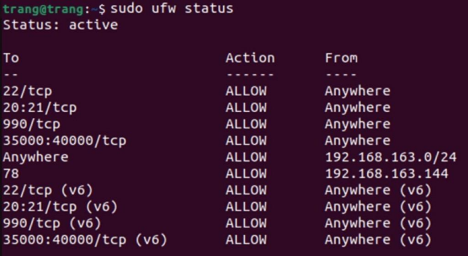 trang@trang:~$ sudo ufw status
Status: active
To Action From
-- ------ ----
22/tcp ALLOW Anywhere
20:21/tcp ALLOW Anywhere
990/tcp ALLOW Anywhere
35000:40000/tcp ALLOW Anywhere
Anywhere ALLOW 192.168.163.0/24
78 ALLOW 192.168.163.144
22/tcp (v6) ALLOW Anywhere (v6)
20:21/tcp (v6) ALLOW Anywhere (v6)
990/tcp (v6) ALLOW Anywhere (v6)
35000:40000/tcp (v6) ALLOW Anywhere (v6)